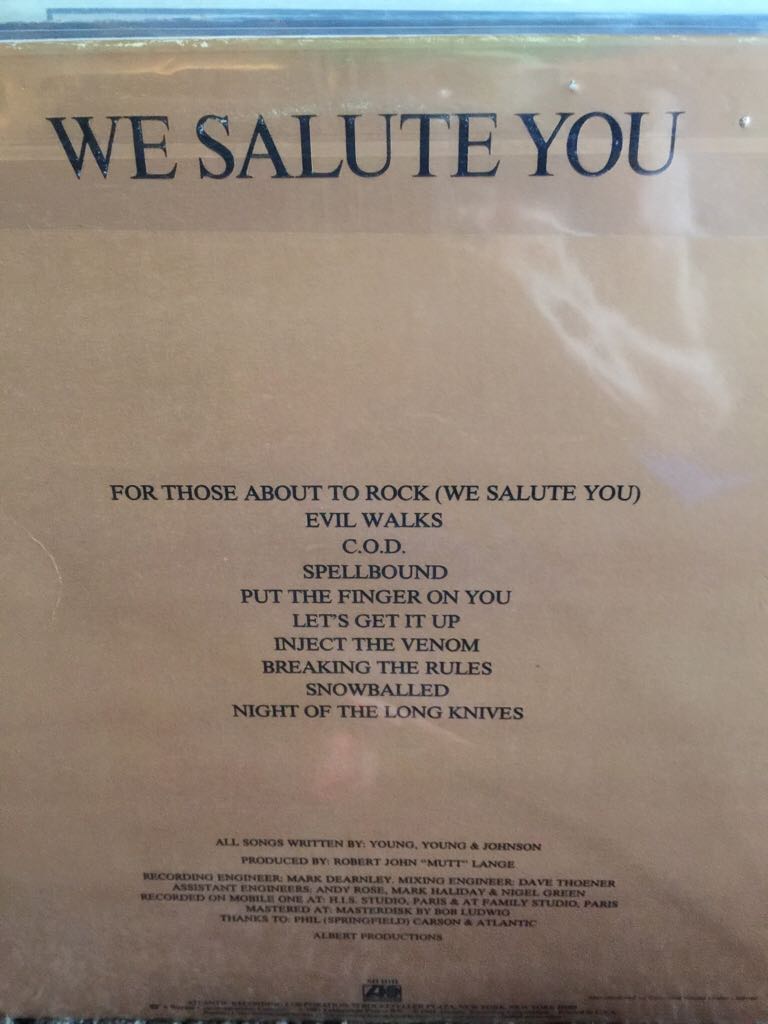 WE SALUTE YOU
FOR THOSE ABOUT TO ROCK (WE SALUTE YOU)
EVIL WALKS
C.O.D.
SPELLBOUND
PUT THE FINGER ON YOU
LET'S GET IT UP
INJECT THE VENOM
BREAKING THE RULES
SNOWBALLED
NIGHT OF THE LONG KNIVES
ALL SONGS WRITTEN BY: YOUNG, YOUNG & JOHNSON
PRODUCED BY: ROBERT JOHN "MUTT" LANGE
RECORDING ENGINEER: MARK DEARNLEY. MIXING ENGINEER: DAVE THOENER
ASSISTANT ENGINEERS: ANDY ROSE, MARK HALIDAY & NIGEL GREEN
RECORDED ON MOBILE ONE AT: H.I.S. STUDIO, PARIS & AT FAMILY STUDIO, PARIS
MASTERED AT: MASTERDISK BY BOB LUDWIG
THANKS TO: PHIL (SPRINGFIELD) CARSON & ATLANTIC
ALBERT PRODUCTIONS